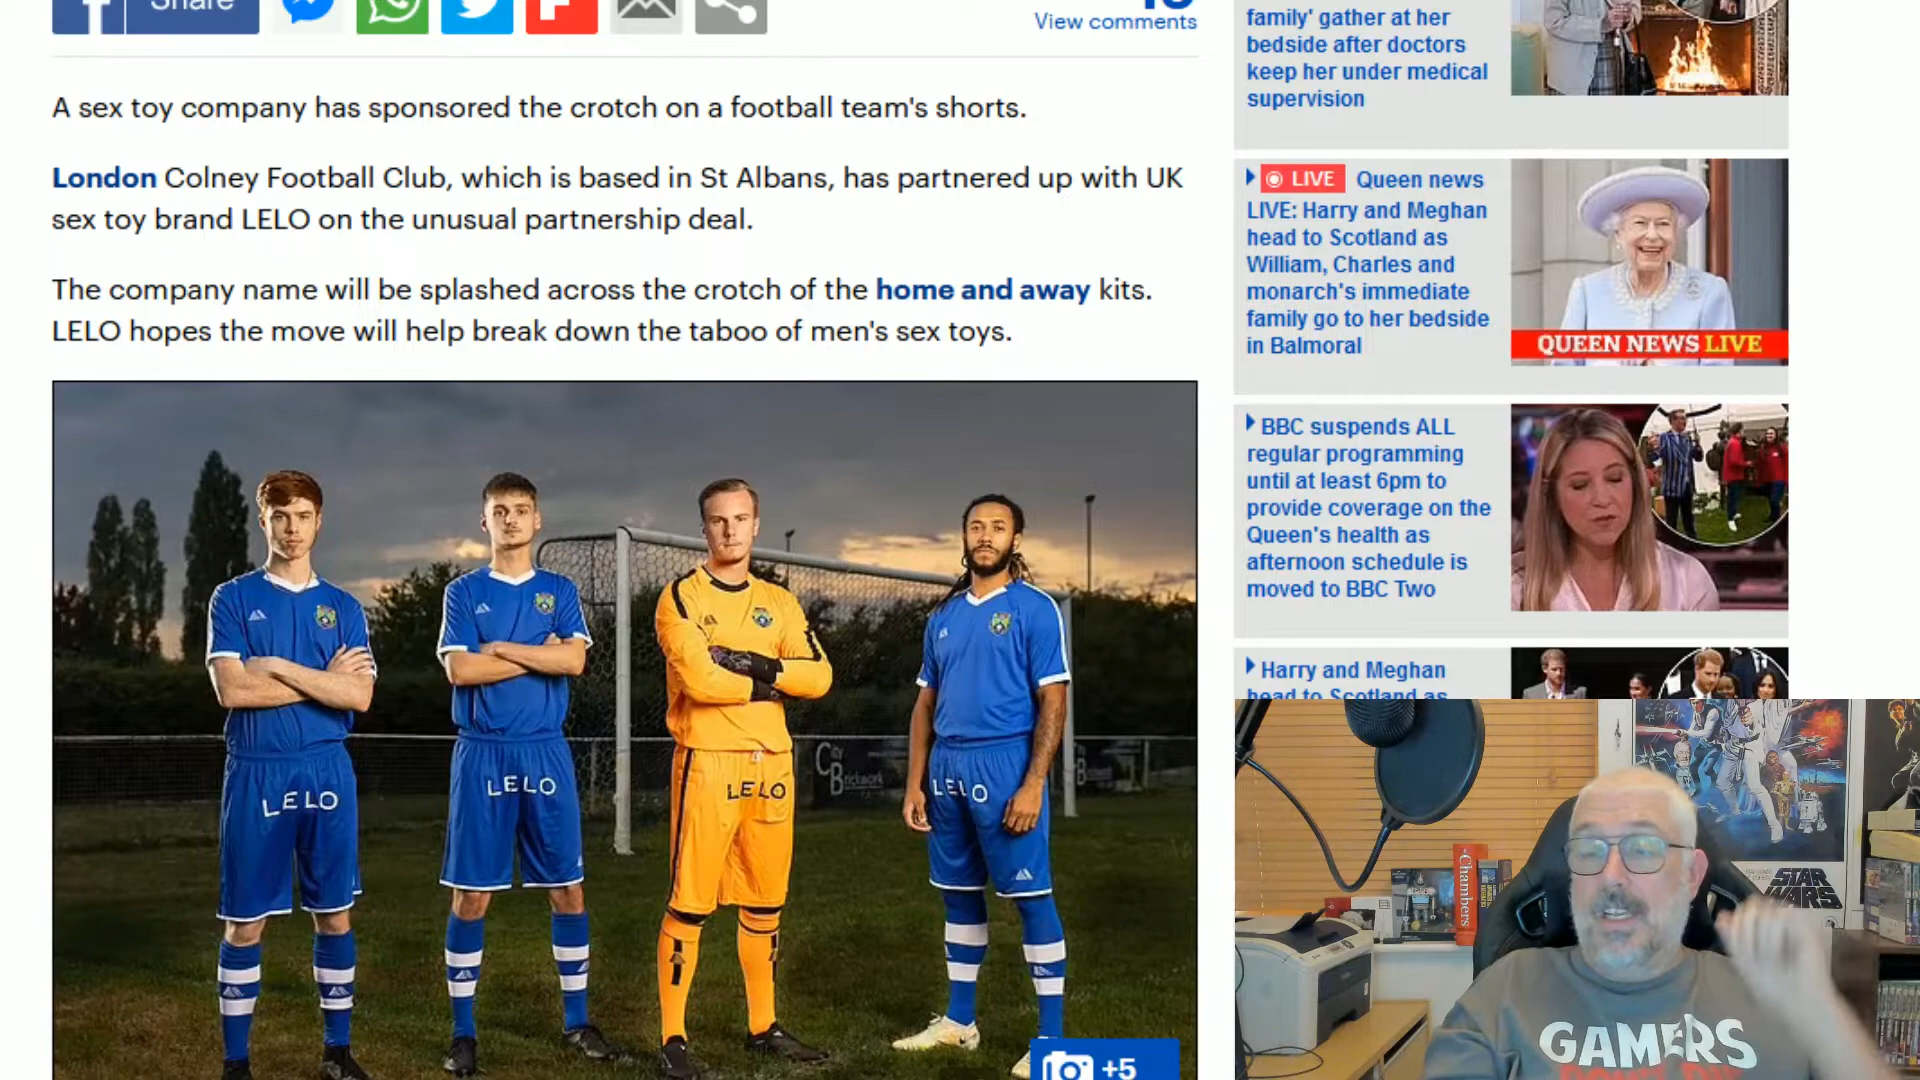 Share
View comments
A sex toy company has sponsored the crotch on a football team's shorts.
London Colney Football Club, which is based in St Albans, has partnered up with UK
sex toy brand LELO on the unusual partnership deal.
The company name will be splashed across the crotch of the home and away kits.
LELO hopes the move will help break down the taboo of men's sex toys.
LELO
LELO
LELO
LELO
City
Brickwork
+5
family' gather at her
bedside after doctors
keep her under medical
supervision
LIVE Queen news
LIVE: Harry and Meghan
head to Scotland as
William, Charles and
monarch's immediate
family go to her bedside
in Balmoral
QUEEN NEWS LIVE
BBC suspends ALL
regular programming
until at least 6pm to
provide coverage on the
Queen's health as
afternoon schedule is
moved to BBC Two
Harry and Meghan
head to Scotland as
Chambers
STAR
WARS
GAMERS